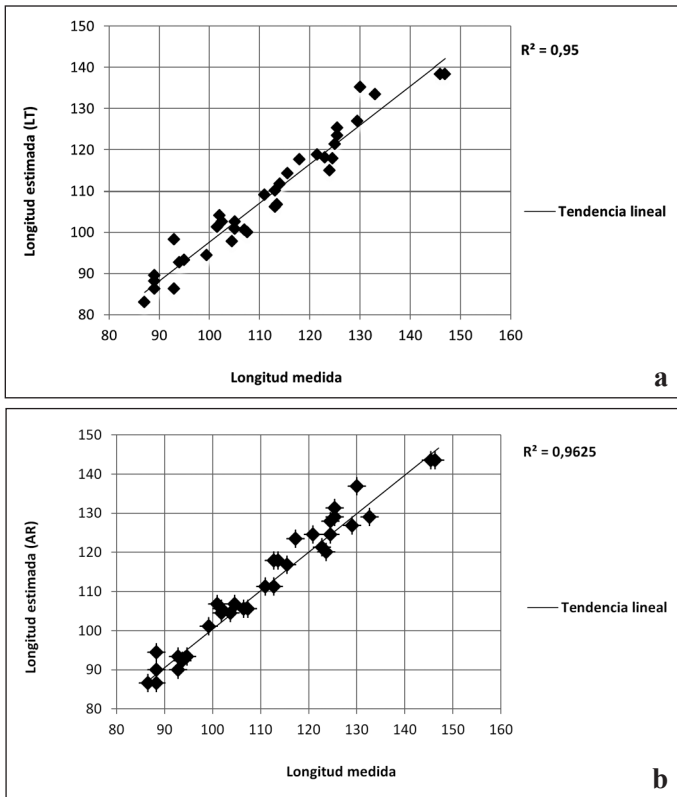 150
140
130
120
110
100
90
80
80 90 100 110 120 130 140 150 160
Longitud estimada (LT)
Longitud medida
R² = 0,95
Tendencia lineal
a
150
140
130
120
110
100
90
80
80 90 100 110 120 130 140 150 160
Longitud estimada (AR)
Longitud medida
R² = 0,9625
Tendencia lineal
b